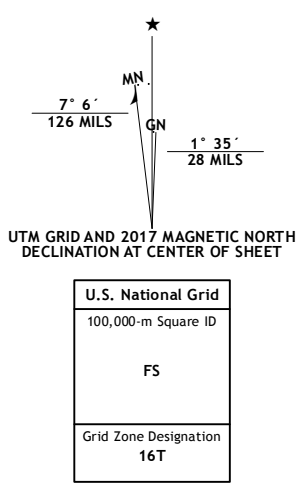 ★
MN
GN
7° 6´
126 MILS
1° 35´
28 MILS
UTM GRID AND 2017 MAGNETIC NORTH
DECLINATION AT CENTER OF SHEET
U.S. National Grid
100,000-m Square ID
FS
Grid Zone Designation
16T